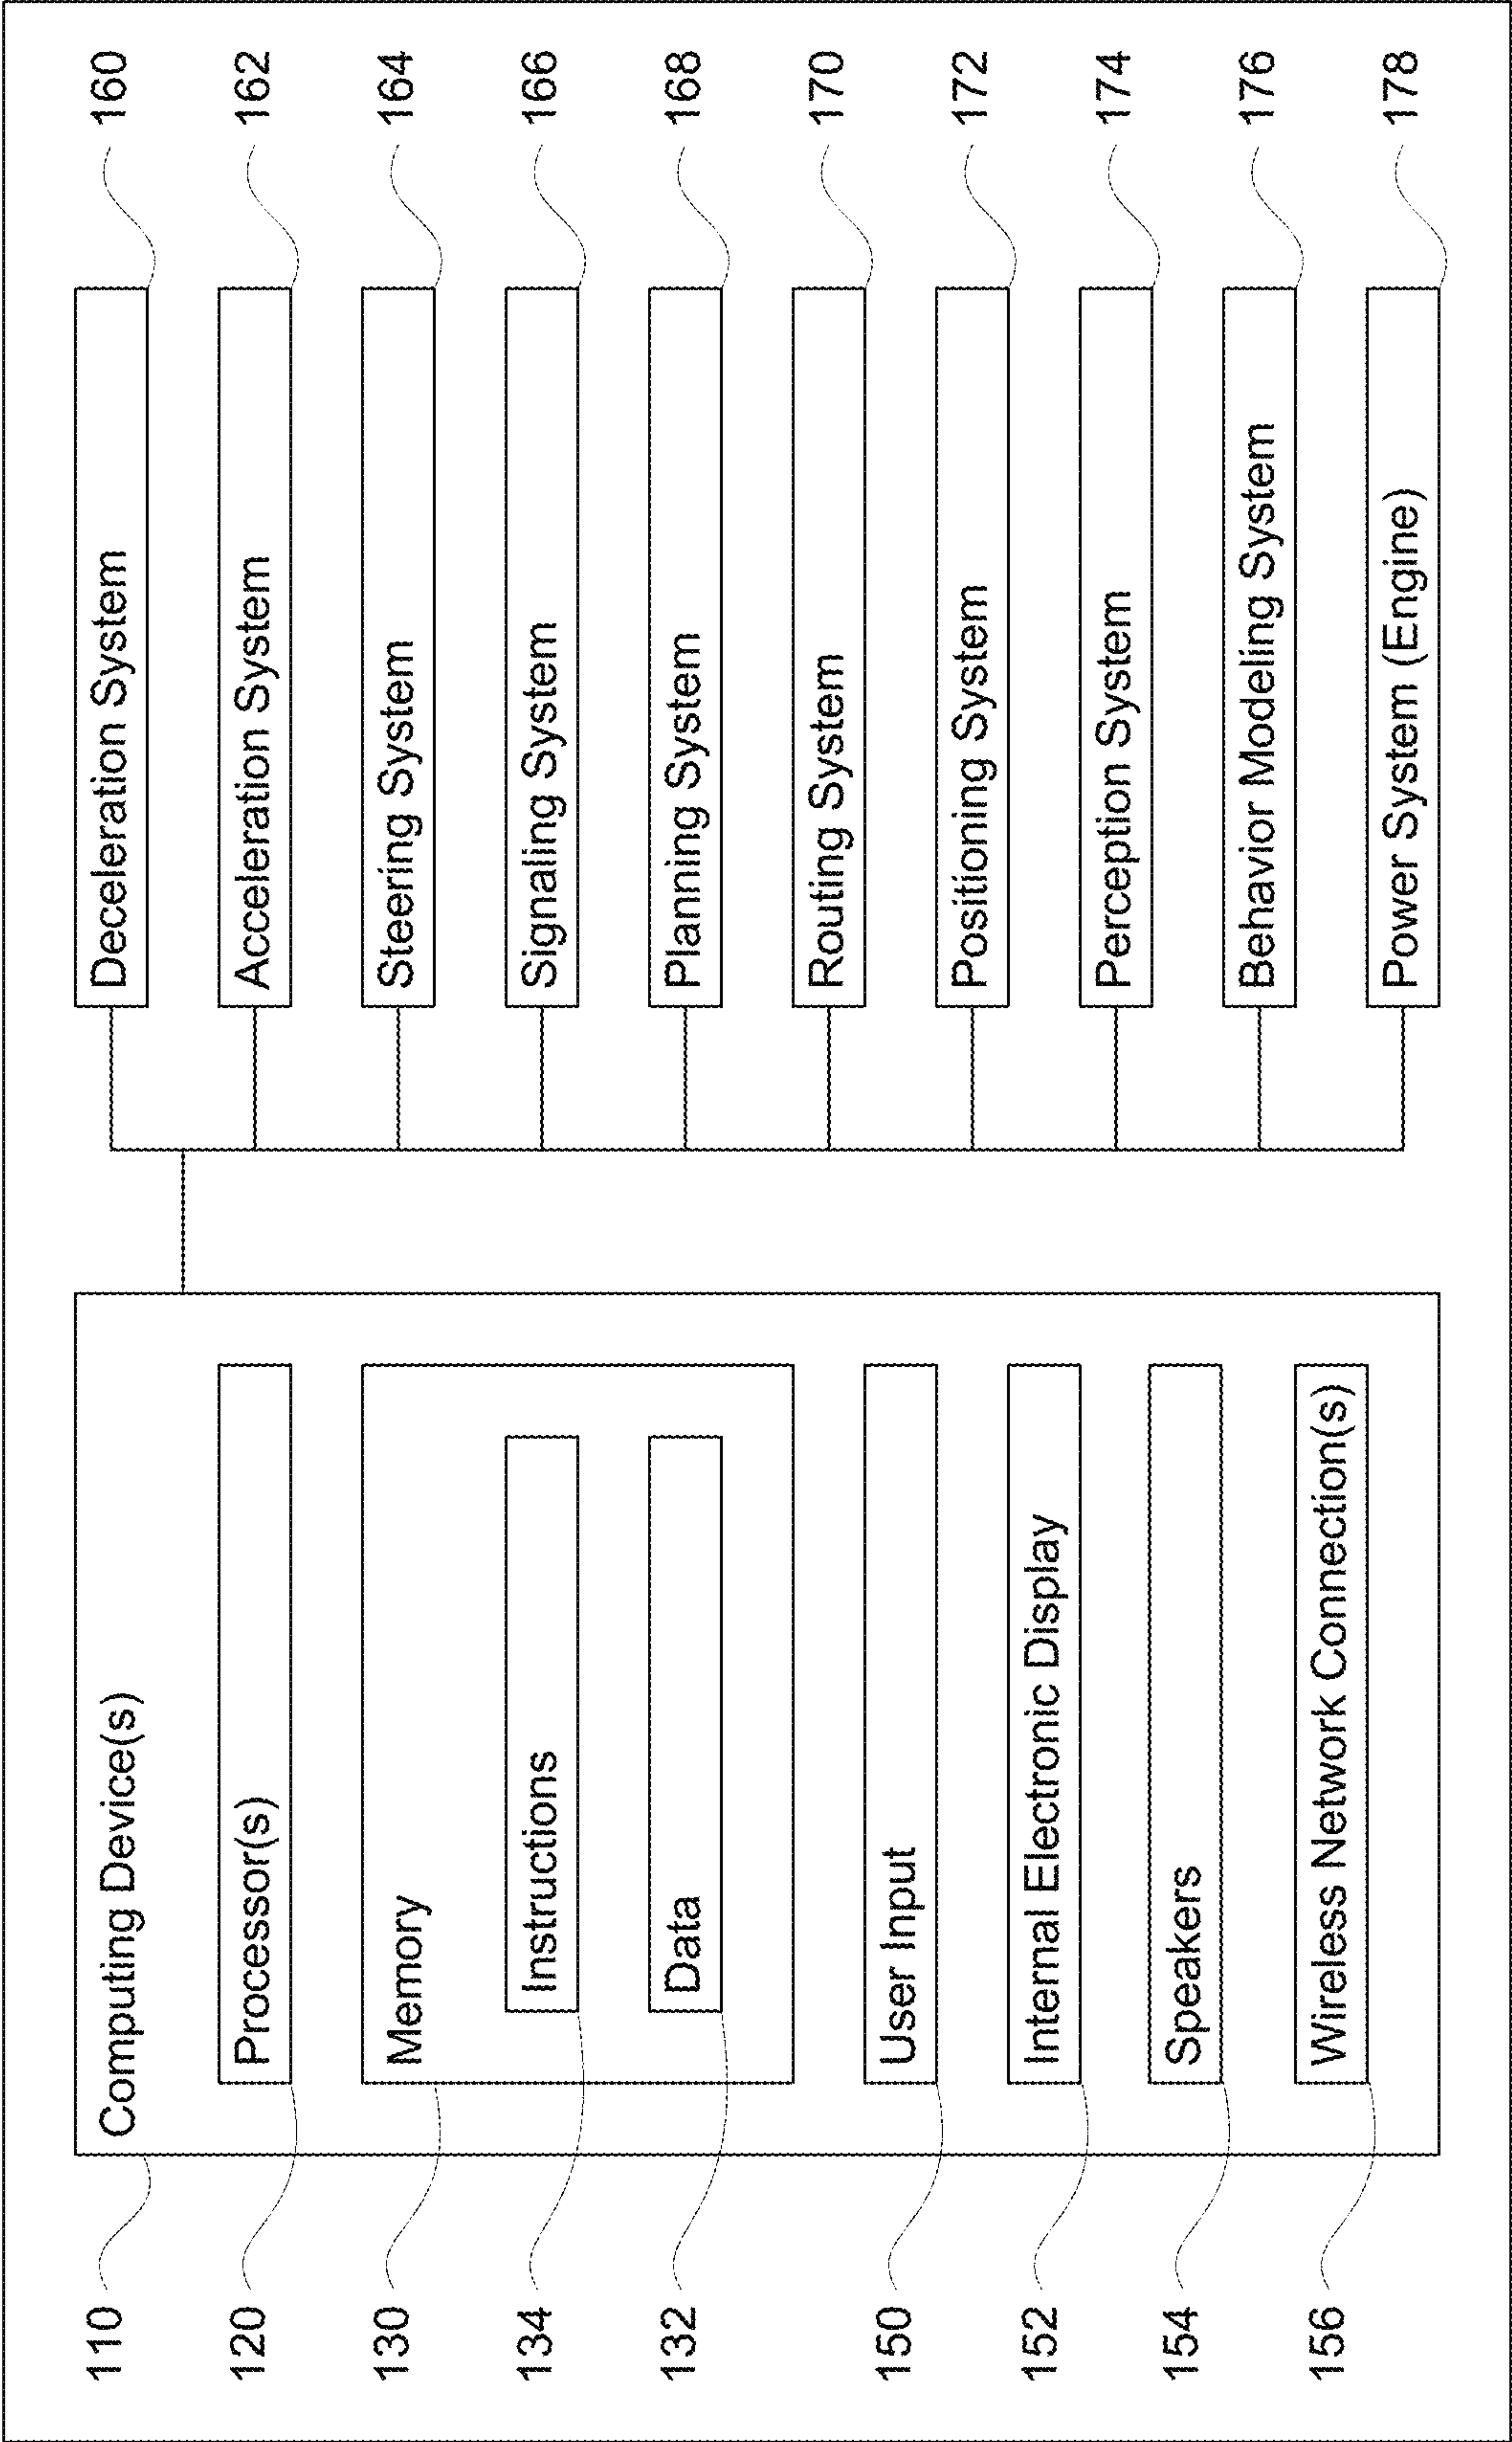 110
Computing Device(s)
120
Processor(s)
130
Memory
134
Instructions
132
Data
150
User Input
152
Internal Electronic Display
154
Speakers
156
Wireless Network Connection(s)
Deceleration System
160
Acceleration System
162
Steering System
164
Signaling System
166
Planning System
168
Routing System
170
Positioning System
172
Perception System
174
Behavior Modeling System
176
Power System (Engine)
178